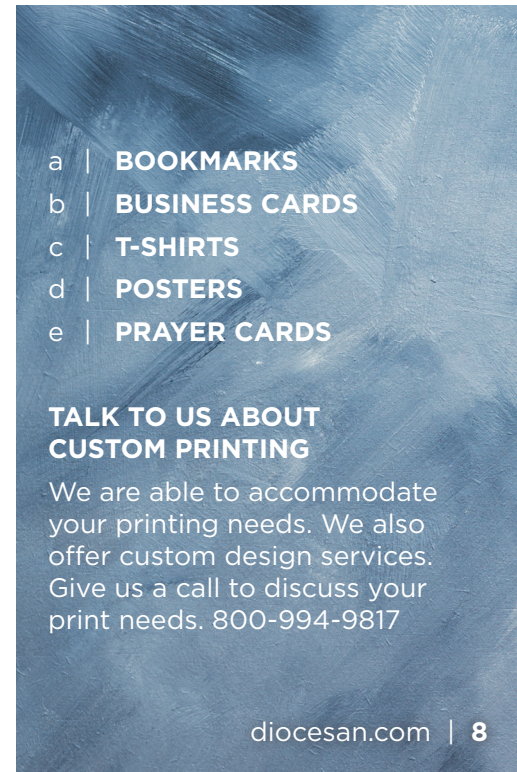 a | BOOKMARKS
b | BUSINESS CARDS
c | T-SHIRTS
d | POSTERS
e | PRAYER CARDS
TALK TO US ABOUT
CUSTOM PRINTING
We are able to accommodate
your printing needs. We also
offer custom design services.
Give us a call to discuss your
print needs. 800-994-9817
diocesan.com | 8